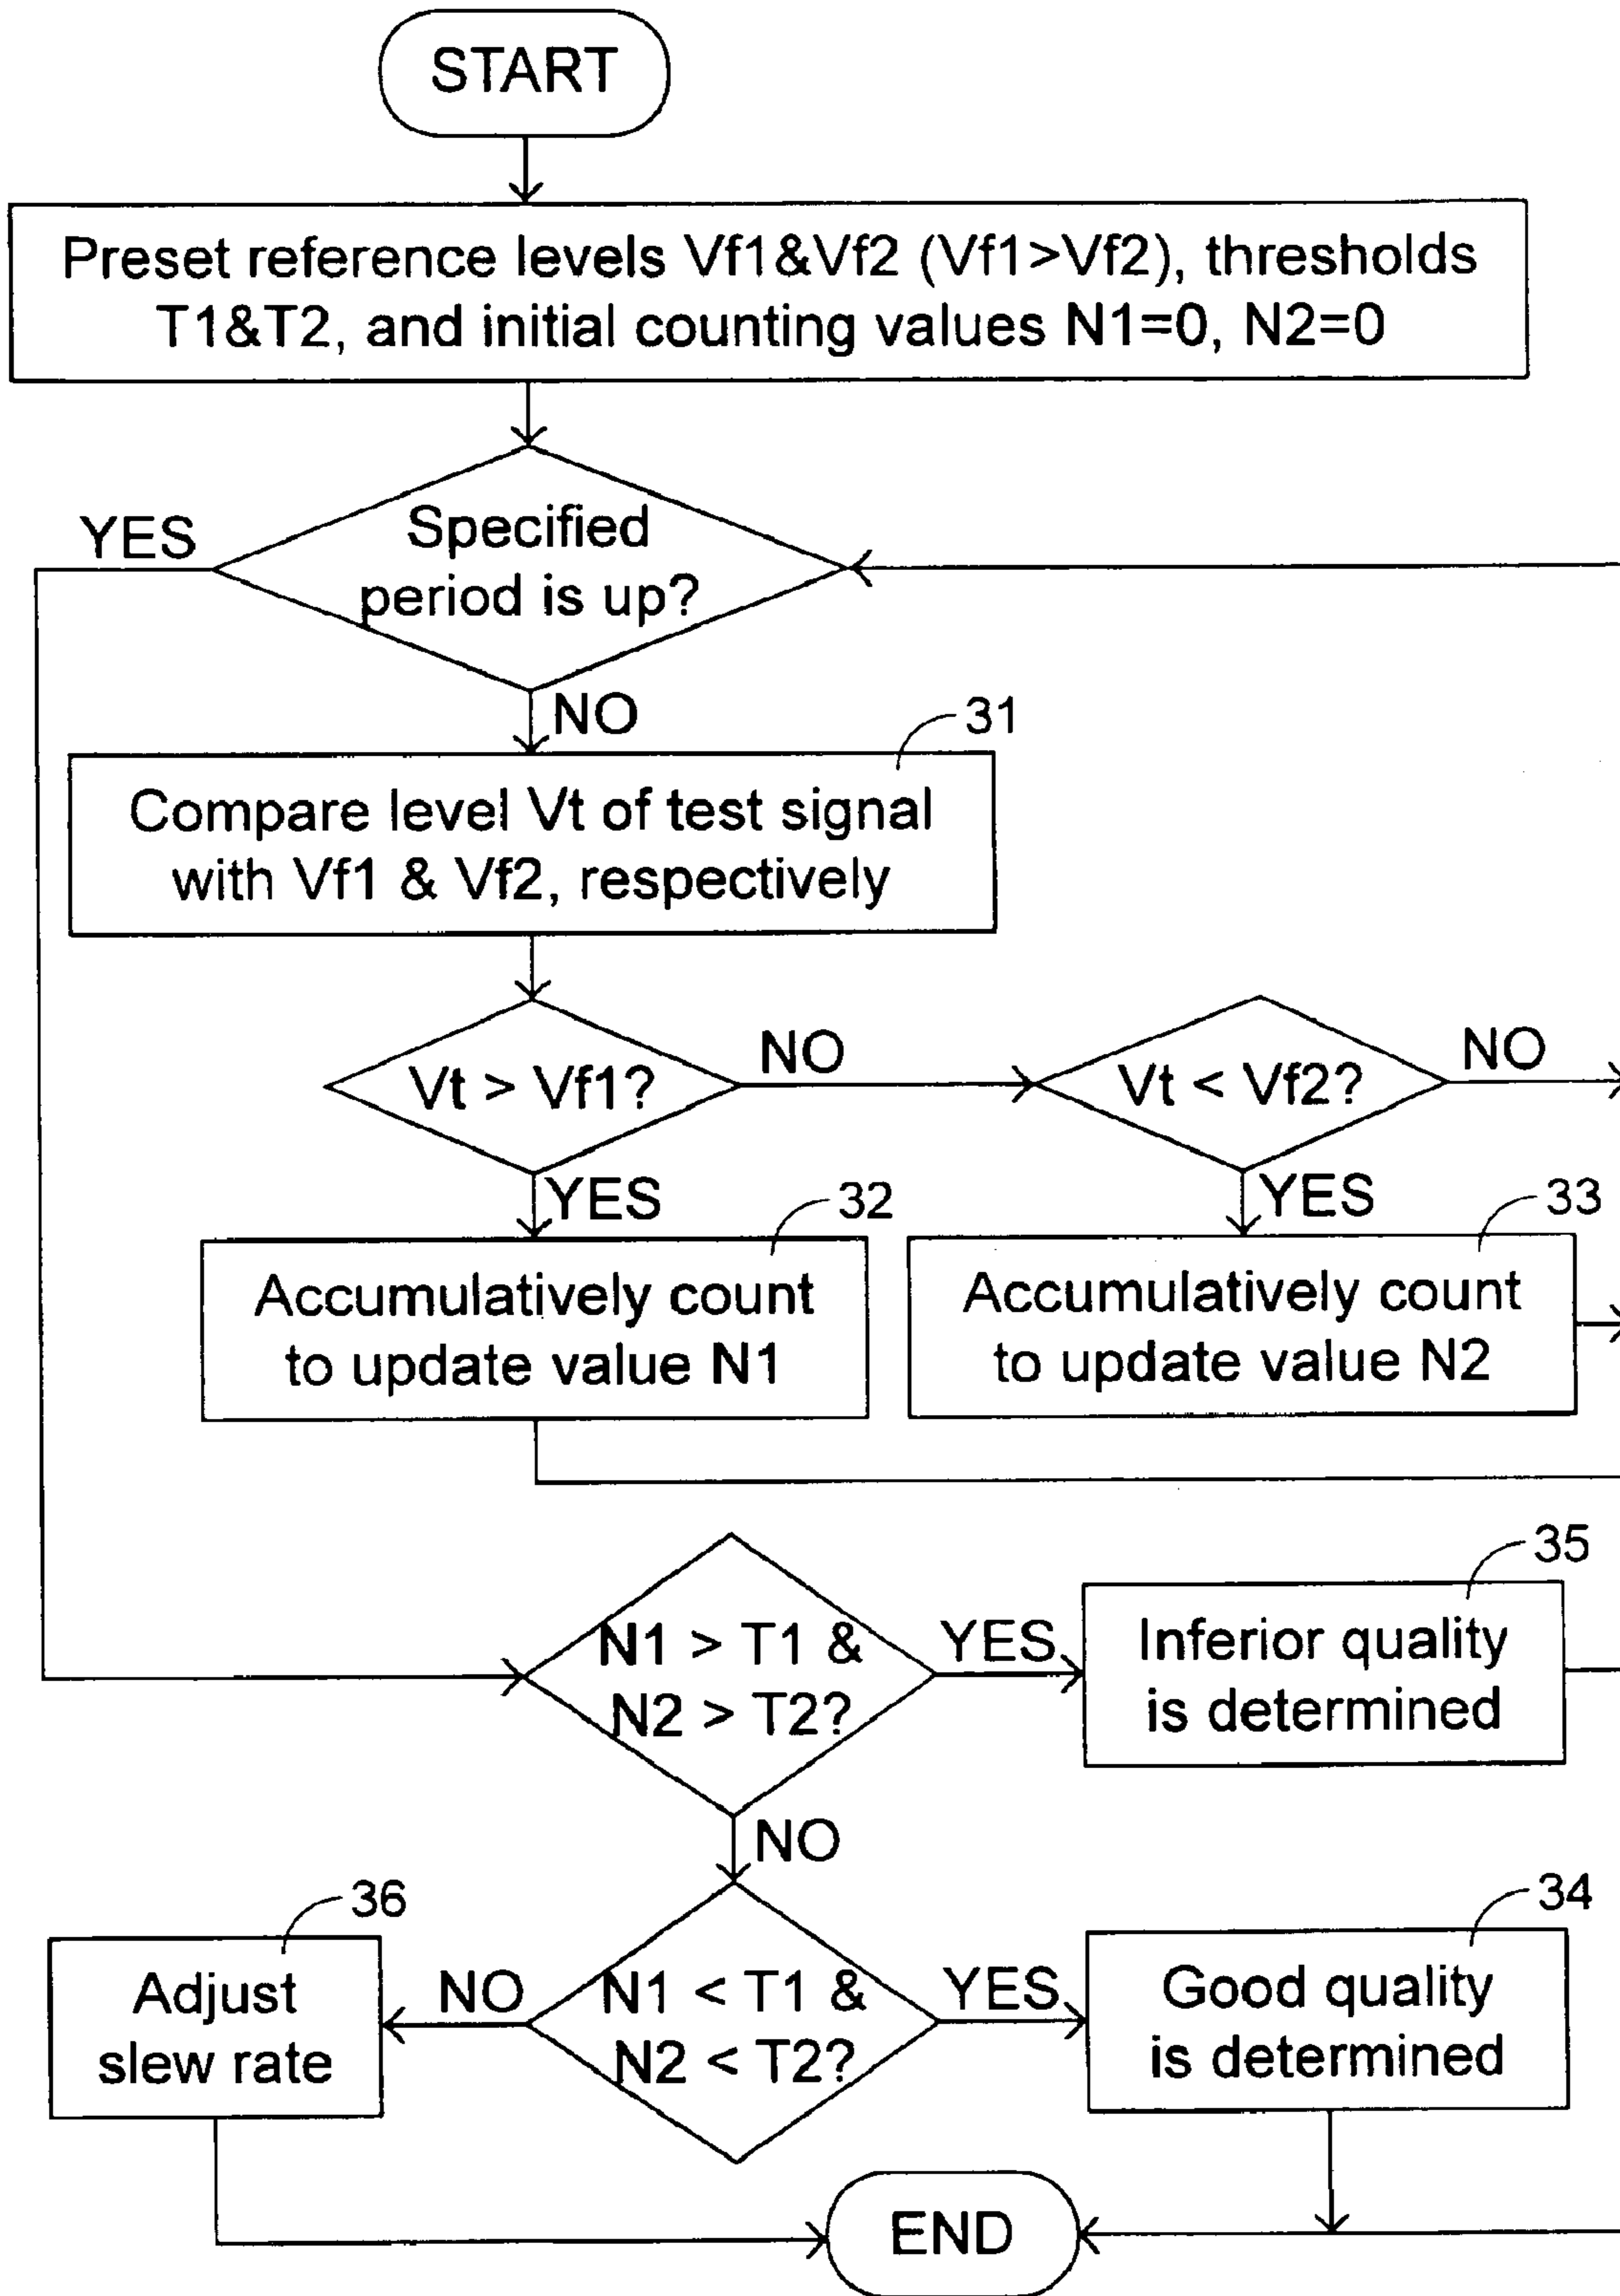 START
Preset reference levels Vf1&Vf2 (Vf1>Vf2), thresholds
T1&T2, and initial counting values N1=0, N2=0
YES
Specified
period is up?
NO
31
Compare level Vt of test signal
with Vf1 & Vf2, respectively
Vt > Vf1?
NO
Vt < Vf2?
NO
YES
32
YES
33
Accumulatively count
to update value N1
Accumulatively count
to update value N2
N1 > T1 &
N2 > T2?
YES
35
Inferior quality
is determined
NO
36
Adjust
slew rate
NO
N1 < T1 &
N2 < T2?
YES
34
Good quality
is determined
END